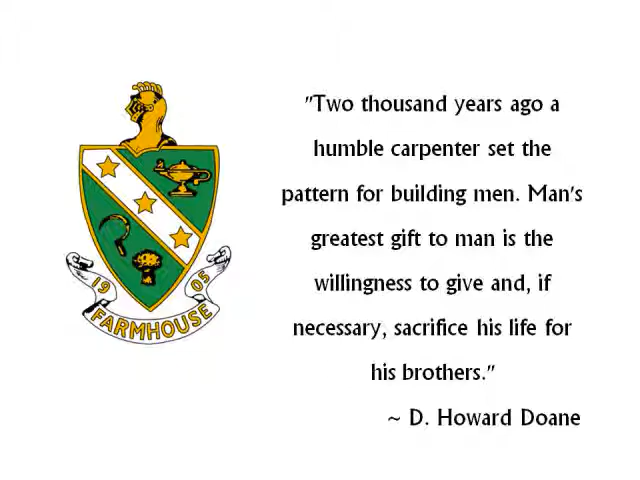 "Two thousand years ago a
humble carpenter set the
pattern for building men. Man's
greatest gift to man is the
willingness to give and, if
necessary, sacrifice his life for
his brothers."
~ D. Howard Doane
19 05
FARMHOUSE